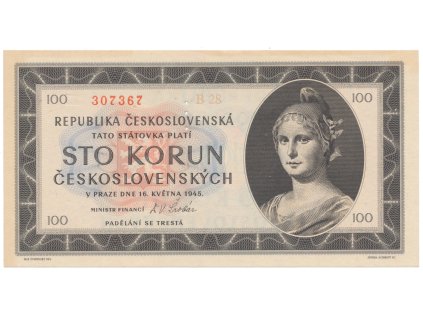 100 307367 B 28 100
REPUBLIKA ČESKOSLOVENSKÁ
TATO STÁTOVKA PLATÍ
STO KORUN
ČESKOSLOVENSKÝCH
V PRAZE DNE 16. KVĚTNA 1945.
MINISTR FINANCÍ
100 100
PADĚLÁNÍ SE TRESTÁ